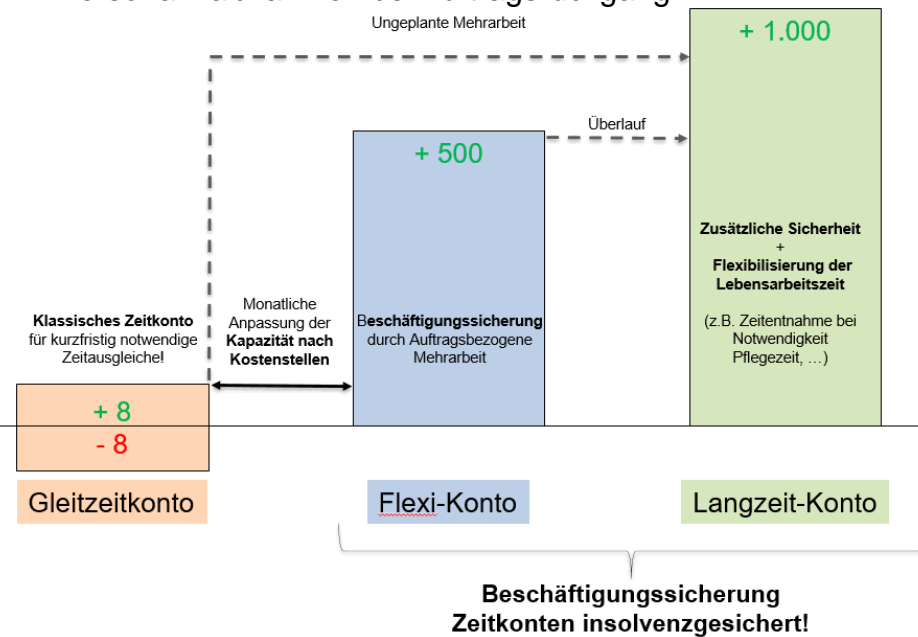 Ungeplante Mehrarbeit
+ 1.000
Überlauf
+ 500
Zusätzliche Sicherheit
+
Flexibilisierung der
Lebensarbeitszeit
(z.B. Zeitentnahme bei
Notwendigkeit
Pflegezeit, …)
Klassisches Zeitkonto
für kurzfristig notwendige
Zeitausgleiche!
Monatliche
Anpassung der
Kapazität nach
Kostenstellen
Beschäftigungssicherung
durch Auftragsbezogene
Mehrarbeit
+ 8
- 8
Gleitzeitkonto
Flexi-Konto
Langzeit-Konto
Beschäftigungssicherung
Zeitkonten insolvenzgesichert!